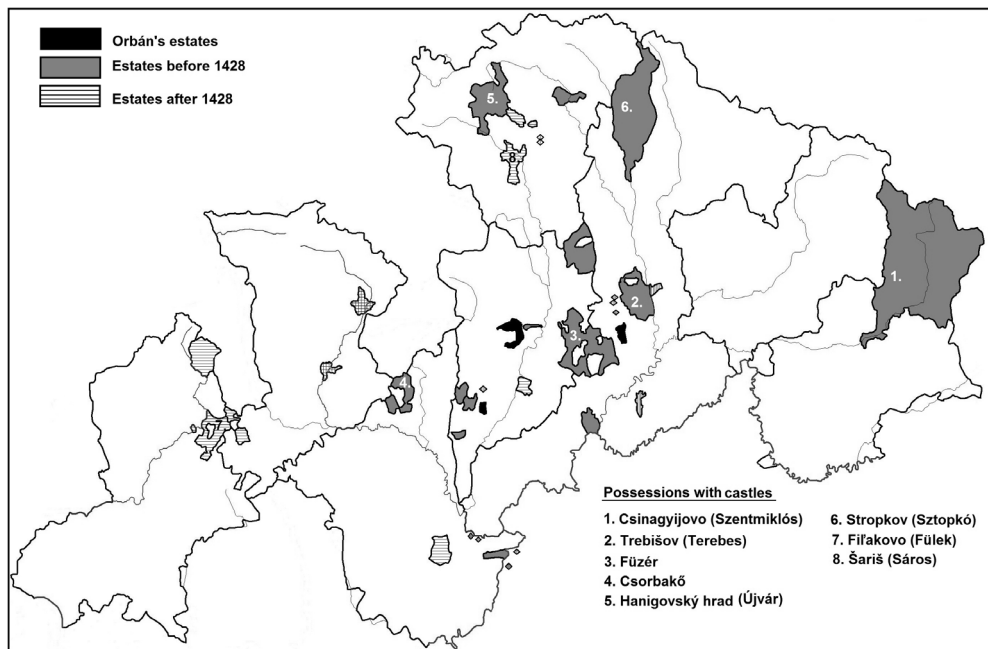 Orbán's estates
Estates before 1428
Estates after 1428
5.
6.
8.
1.
2.
3.
4.
Possessions with castles
1. Csinagyijovo (Szentmiklós)
2. Trebišov (Terebes)
3. Füzér
4. Csorbakő
5. Hanigovský hrad (Újvár)
6. Stropkov (Sztopkó)
7. Fiľakovo (Fülek)
8. Šariš (Sáros)